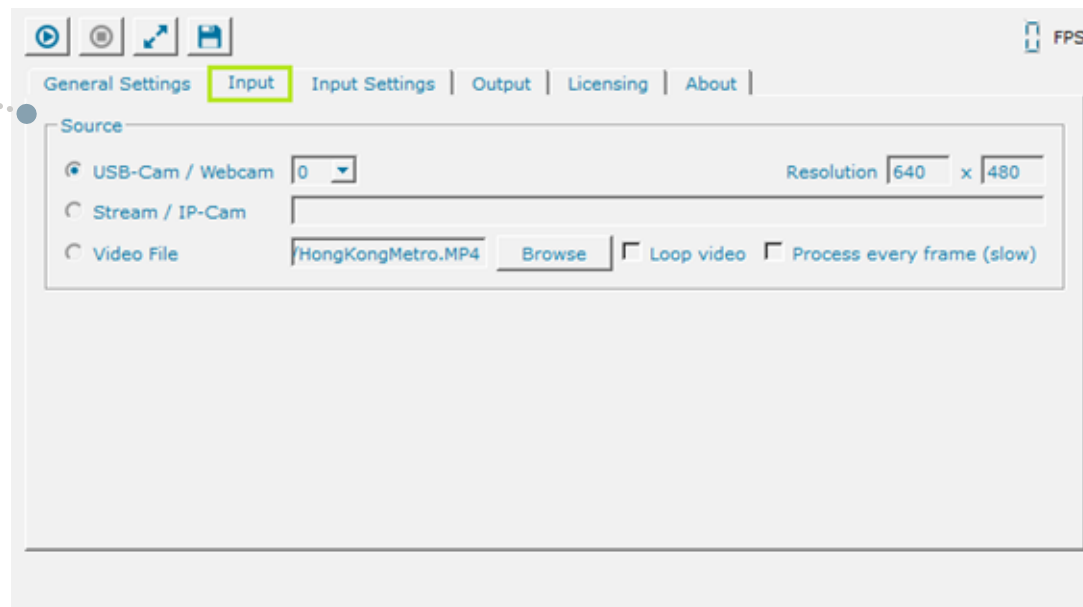 0 FPS
General Settings Input Input Settings Output Licensing About
Source
USB-Cam / Webcam 0 Resolution 640 x 480
Stream / IP-Cam
Video File /HongKongMetro.MP4 Browse Loop video Process every frame (slow)